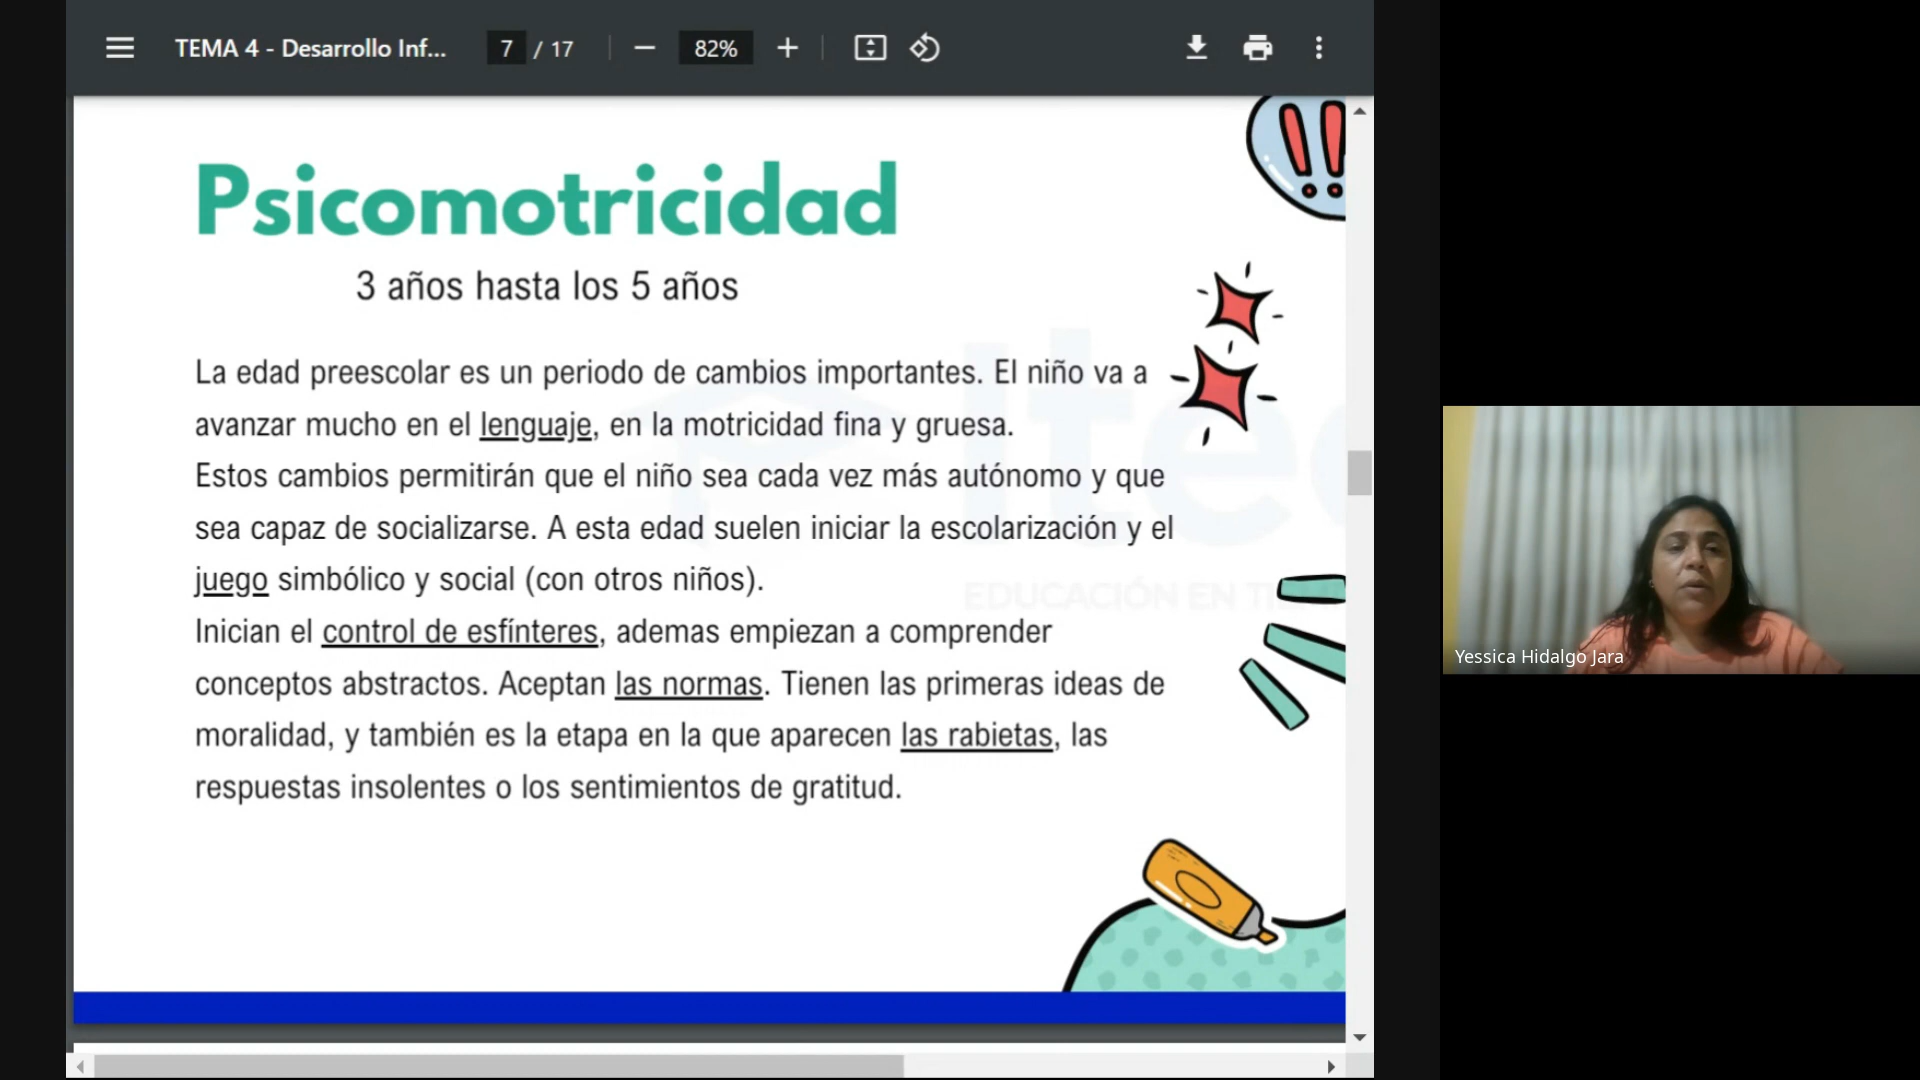 TEMA 4 - Desarrollo Inf...
7 / 17
82%
Psicomotricidad
3 años hasta los 5 años
La edad preescolar es un periodo de cambios importantes. El niño va a
avanzar mucho en el lenguaje, en la motricidad fina y gruesa.
Estos cambios permitirán que el niño sea cada vez más autónomo y que
sea capaz de socializarse. A esta edad suelen iniciar la escolarización y el
juego simbólico y social (con otros niños).
Inician el control de esfínteres, ademas empiezan a comprender
conceptos abstractos. Aceptan las normas. Tienen las primeras ideas de
moralidad, y también es la etapa en la que aparecen las rabietas, las
respuestas insolentes o los sentimientos de gratitud.
EDUCACIÓN EN
Yessica Hidalgo Jara